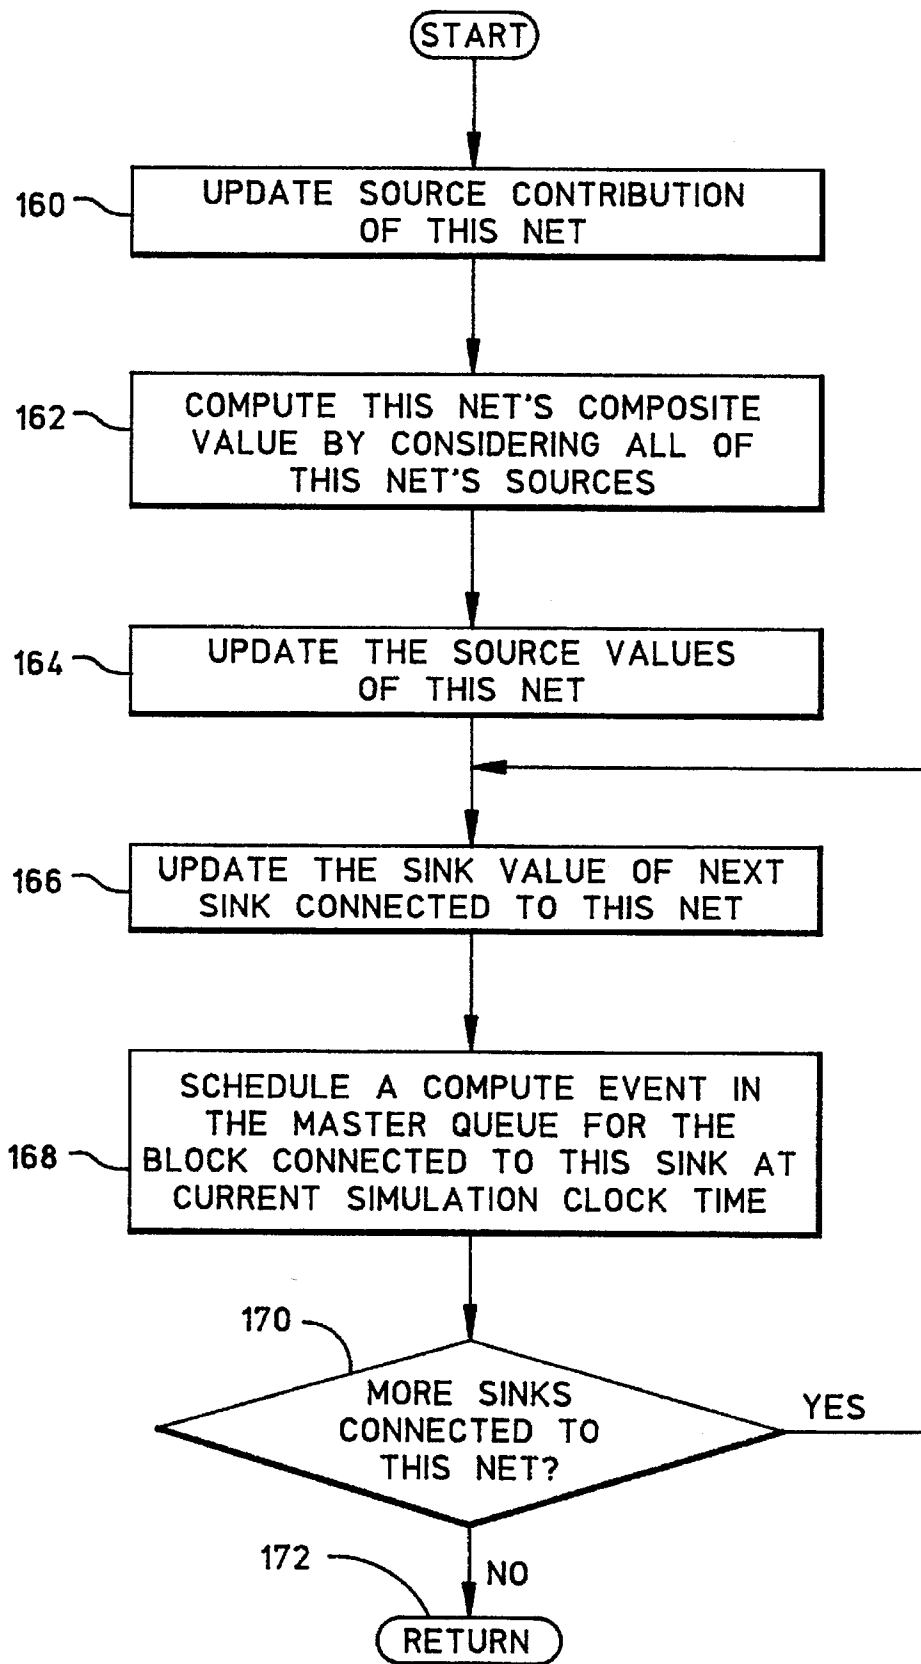 START
160
UPDATE SOURCE CONTRIBUTION
OF THIS NET
162
COMPUTE THIS NET'S COMPOSITE
VALUE BY CONSIDERING ALL OF
THIS NET'S SOURCES
164
UPDATE THE SOURCE VALUES
OF THIS NET
166
UPDATE THE SINK VALUE OF NEXT
SINK CONNECTED TO THIS NET
168
SCHEDULE A COMPUTE EVENT IN
THE MASTER QUEUE FOR THE
BLOCK CONNECTED TO THIS SINK AT
CURRENT SIMULATION CLOCK TIME
170
MORE SINKS
CONNECTED TO
THIS NET?
YES
172
NO
RETURN